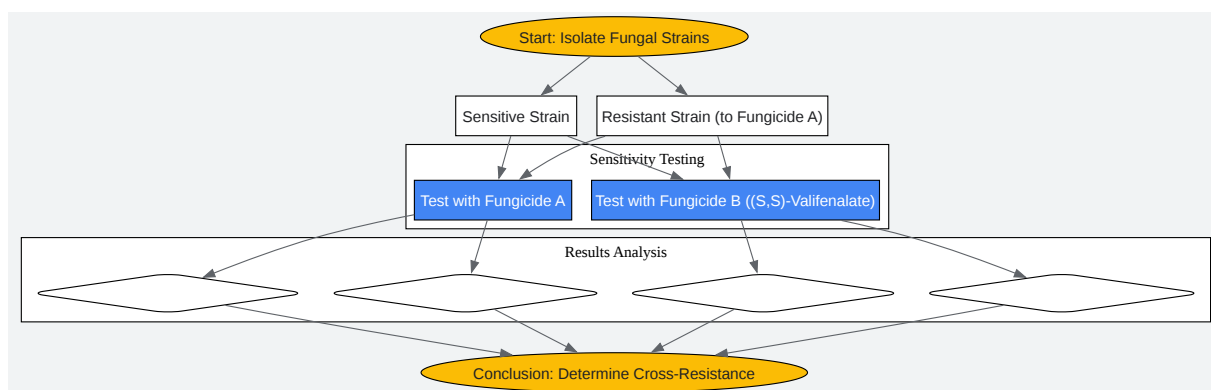 Start: Isolate Fungal Strains
Sensitive Strain
Resistant Strain (to Fungicide A)
Sensitivity Testing
Test with Fungicide A
Test with Fungicide B ((S,S)-Valifenalate)
Results Analysis
Conclusion: Determine Cross-Resistance